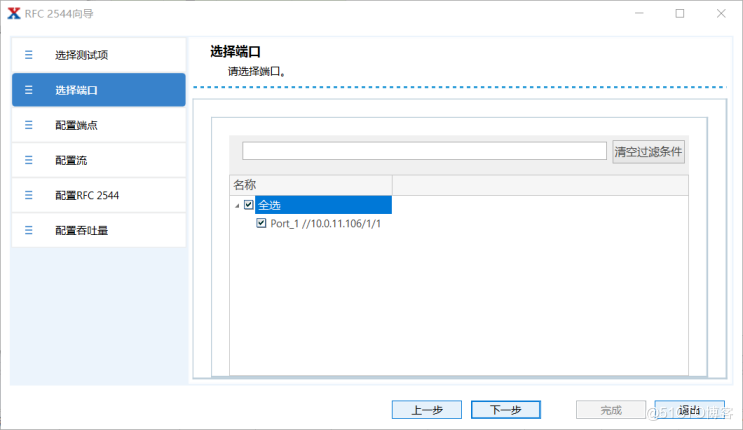 RFC 2544向导
选择测试项
选择端口
配置端点
配置流
配置RFC 2544
配置吞吐量
选择端口
请选择端口。
清空过滤条件
名称
全选
Port_1 //10.0.11.106/1/1
上一步
下一步
完成
退出
@51CTO博客